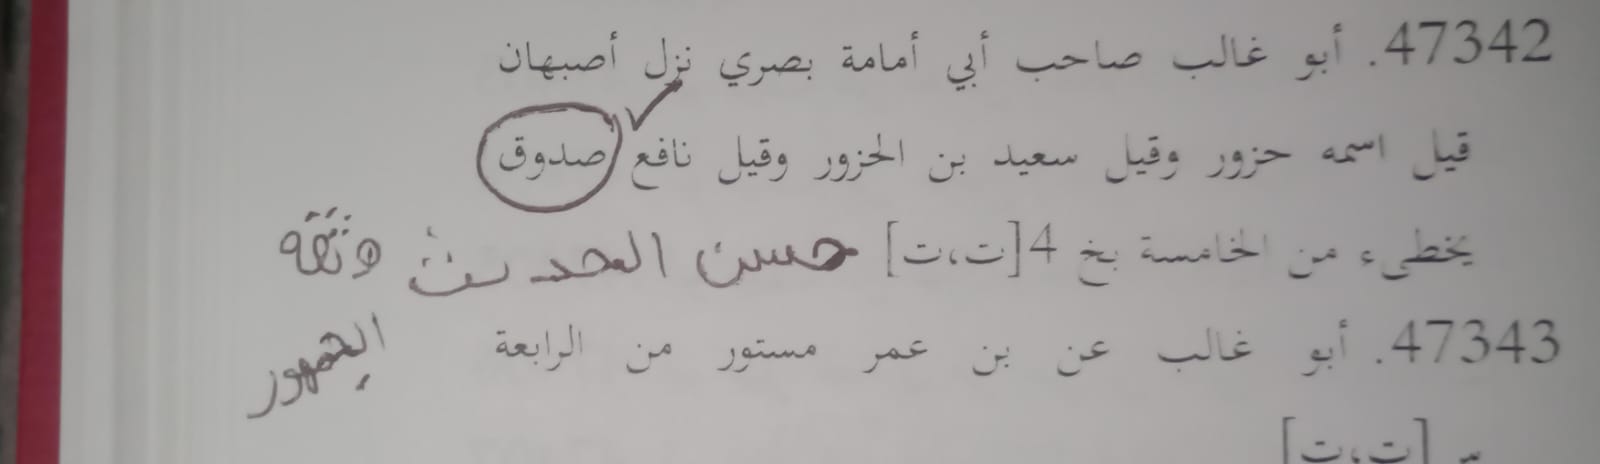 47342. أبو غالب صاحب أبي أمامة بصري نزل أصبهان
قيل اسمه حزور وقيل سعيد بن الحزور وقيل نافع صدوق
يخطىء من الخامسة بخ 4 [ت،ت] حسن الحديث وثقه
الجمهور
47343. أبو غالب عن بن عمر مستور من الرابعة
س [ت،ت]